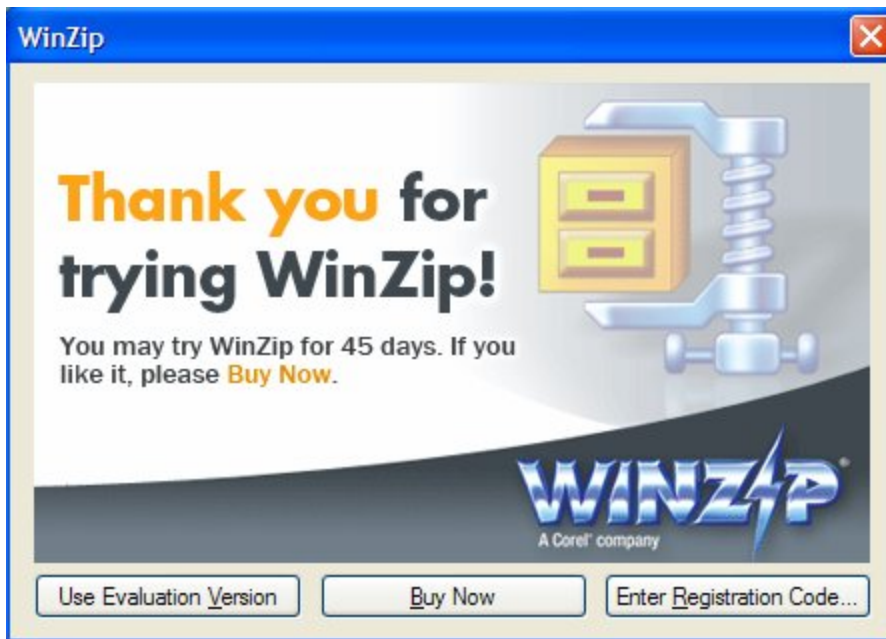 WinZip
Thank you for
trying WinZip!
You may try WinZip for 45 days. If you
like it, please Buy Now.
WINZIP®
A Corel® company
Use Evaluation Version
Buy Now
Enter Registration Code...